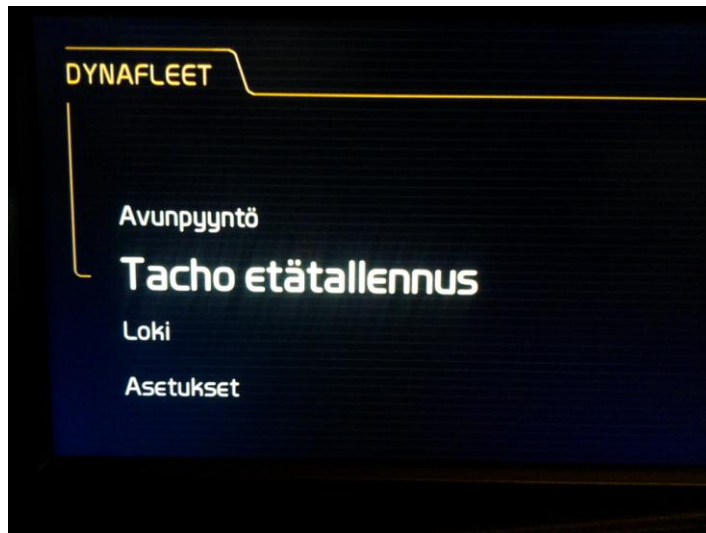 DYNAFLEET
Avunpyyntö
Tacho etätallennus
Loki
Asetukset